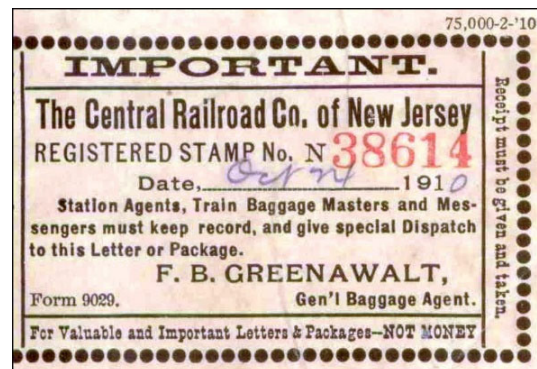 75,000-2-'10
IMPORTANT.
The Central Railroad Co. of New Jersey
REGISTERED STAMP No. N 38614
Date, Oct 24 1910
Station Agents, Train Baggage Masters and Mes-
sengers must keep record, and give special Dispatch
to this Letter or Package.
F. B. GREENAWALT,
Form 9029. Gen'l Baggage Agent.
For Valuable and Important Letters & Packages—NOT MONEY
Receipt must be given and taken.